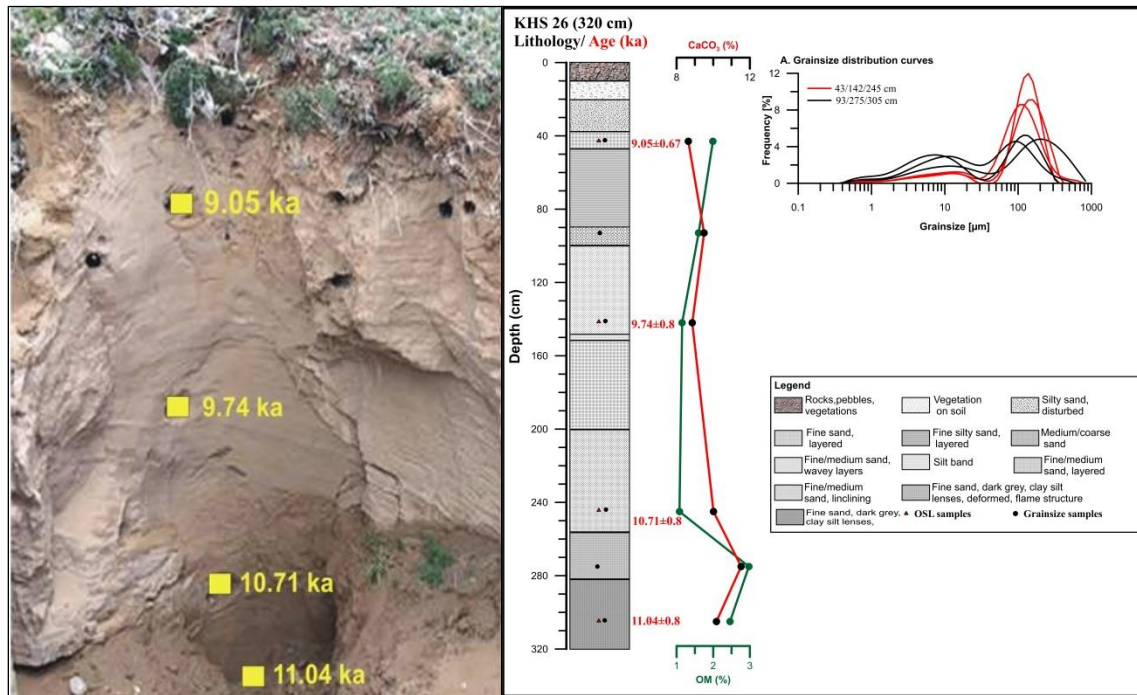 9.05 ka
9.74 ka
10.71 ka
11.04 ka
KHS 26 (320 cm)
Lithology/ Age (ka)
CaCO₃ (%)
8 12
Depth (cm)
0
40
80
120
160
200
240
280
320
9.05±0.67
9.74±0.8
10.71±0.8
11.04±0.8
1 2 3
OM (%)
A. Grainsize distribution curves
43/142/245 cm
93/275/305 cm
Frequency [%]
12
8
4
0
0.1 1 10 100 1000
Grainsize [µm]
Legend
Rocks,pebbles,
vegetations
Vegetation
on soil
Silty sand,
disturbed
Fine sand,
layered
Fine silty sand,
layered
Medium/coarse
sand
Fine/medium sand,
wavey layers
Silt band
Fine/medium
sand, layered
Fine/medium
sand, linclining
Fine sand, dark grey, clay silt
lenses, deformed, flame structure
Fine sand, dark grey,
clay silt lenses,
OSL samples
Grainsize samples